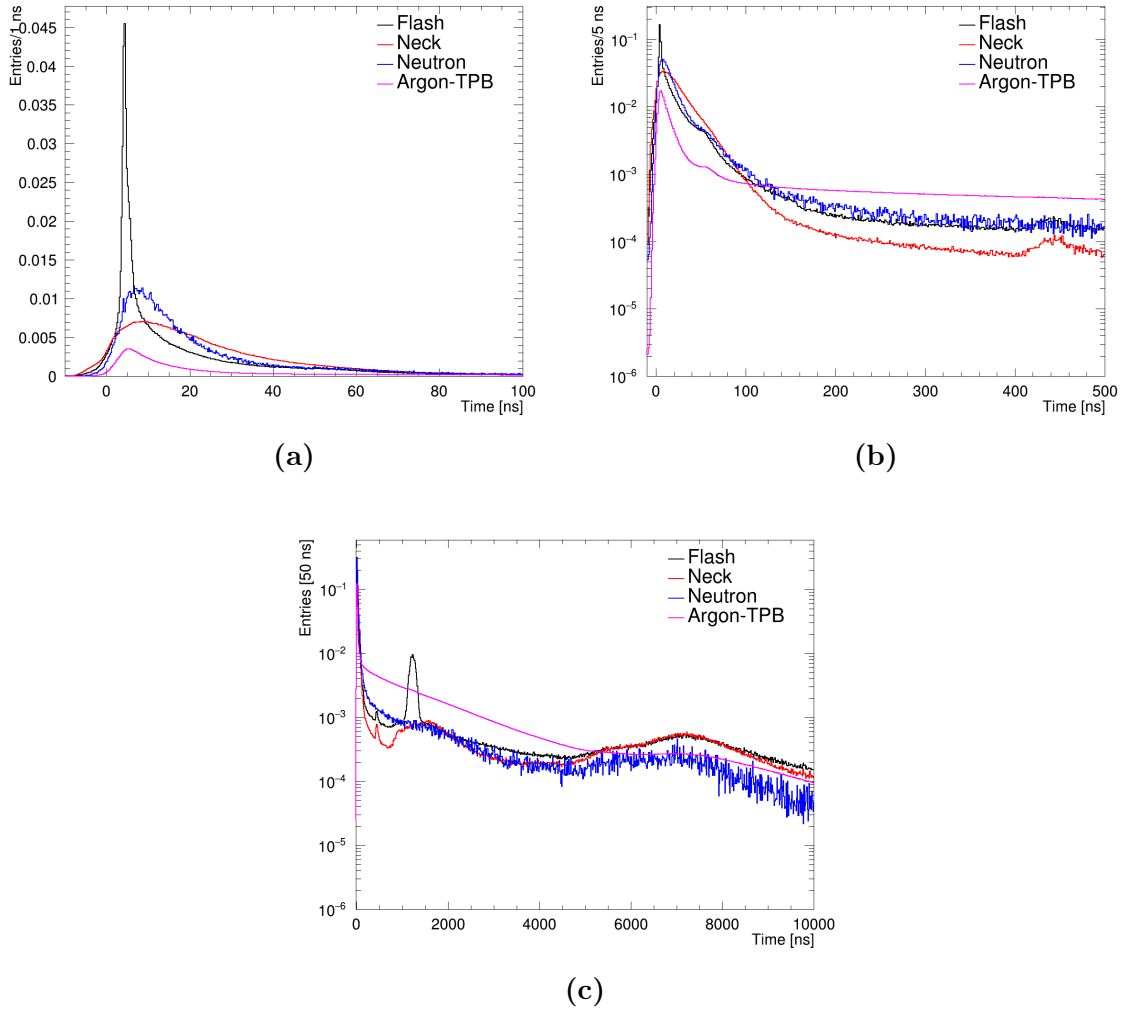 Entries/1 ns
0.045
0.04
0.035
0.03
0.025
0.02
0.015
0.01
0.005
0
Flash
Neck
Neutron
Argon-TPB
0 20 40 60 80 100
Time [ns]
(a)
Entries/5 ns
10−1
10−2
10−3
10−4
10−5
10−6
Flash
Neck
Neutron
Argon-TPB
0 100 200 300 400 500
Time [ns]
(b)
Entries [50 ns]
10−1
10−2
10−3
10−4
10−5
10−6
Flash
Neck
Neutron
Argon-TPB
0 2000 4000 6000 8000 10000
Time [ns]
(c)